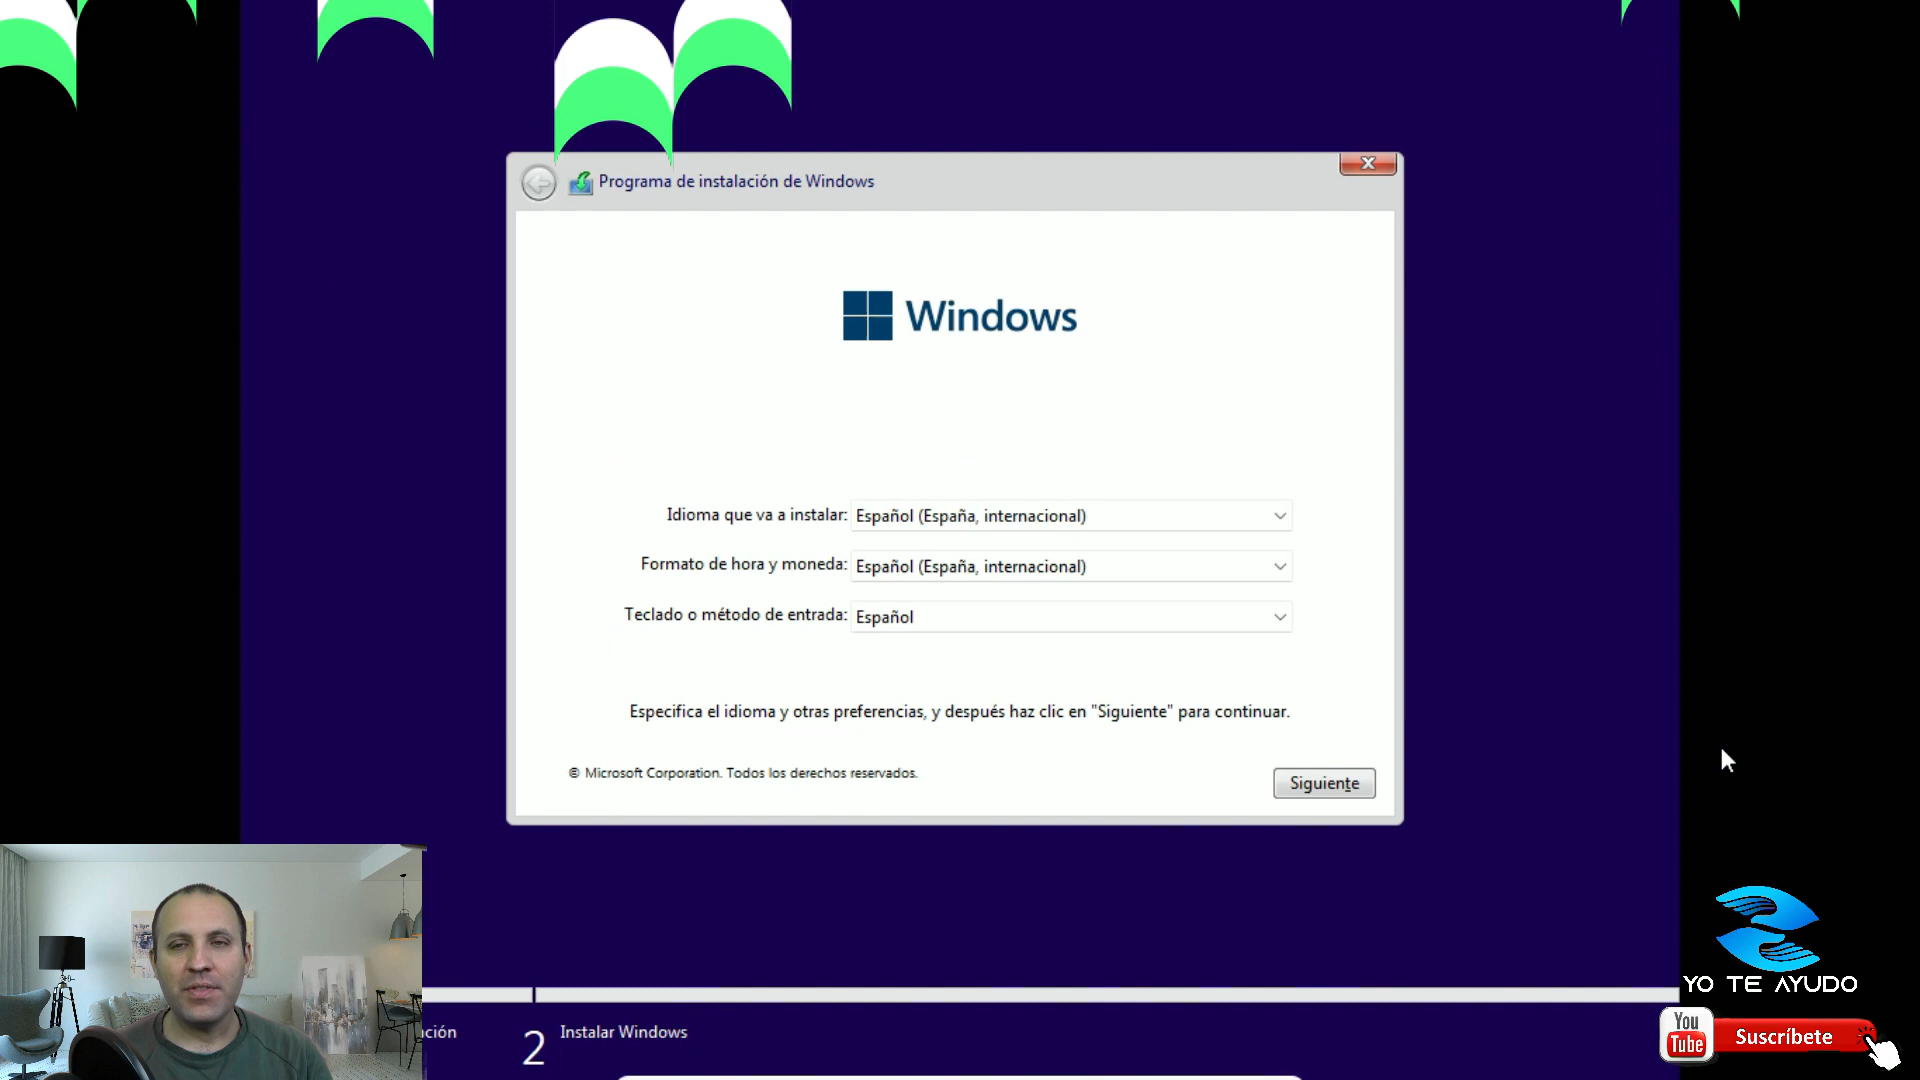 Programa de instalación de Windows
Windows
Idioma que va a instalar: Español (España, internacional)
Formato de hora y moneda: Español (España, internacional)
Teclado o método de entrada: Español
Especifica el idioma y otras preferencias, y después haz clic en "Siguiente" para continuar.
© Microsoft Corporation. Todos los derechos reservados.
Siguiente
YO TE AYUDO
You
Tube
Suscríbete
ción
2 Instalar Windows